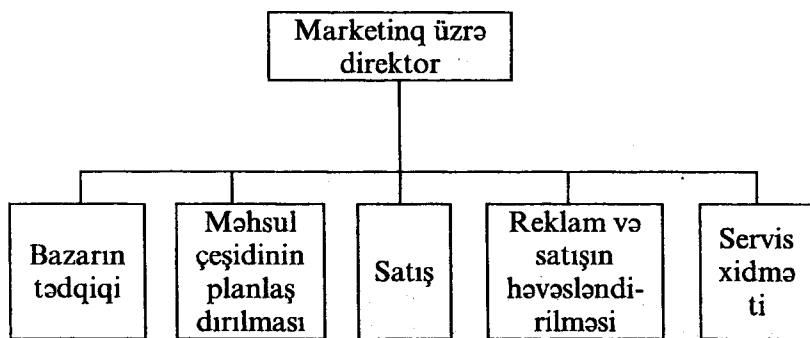 Marketinq üzrə
direktor
Bazarın
tədqiqi
Məhsul
çeşidinin
planlaş
dırılması
Satış
Reklam və
satışın
həvəsləndi-
rilməsi
Servis
xidmə
ti